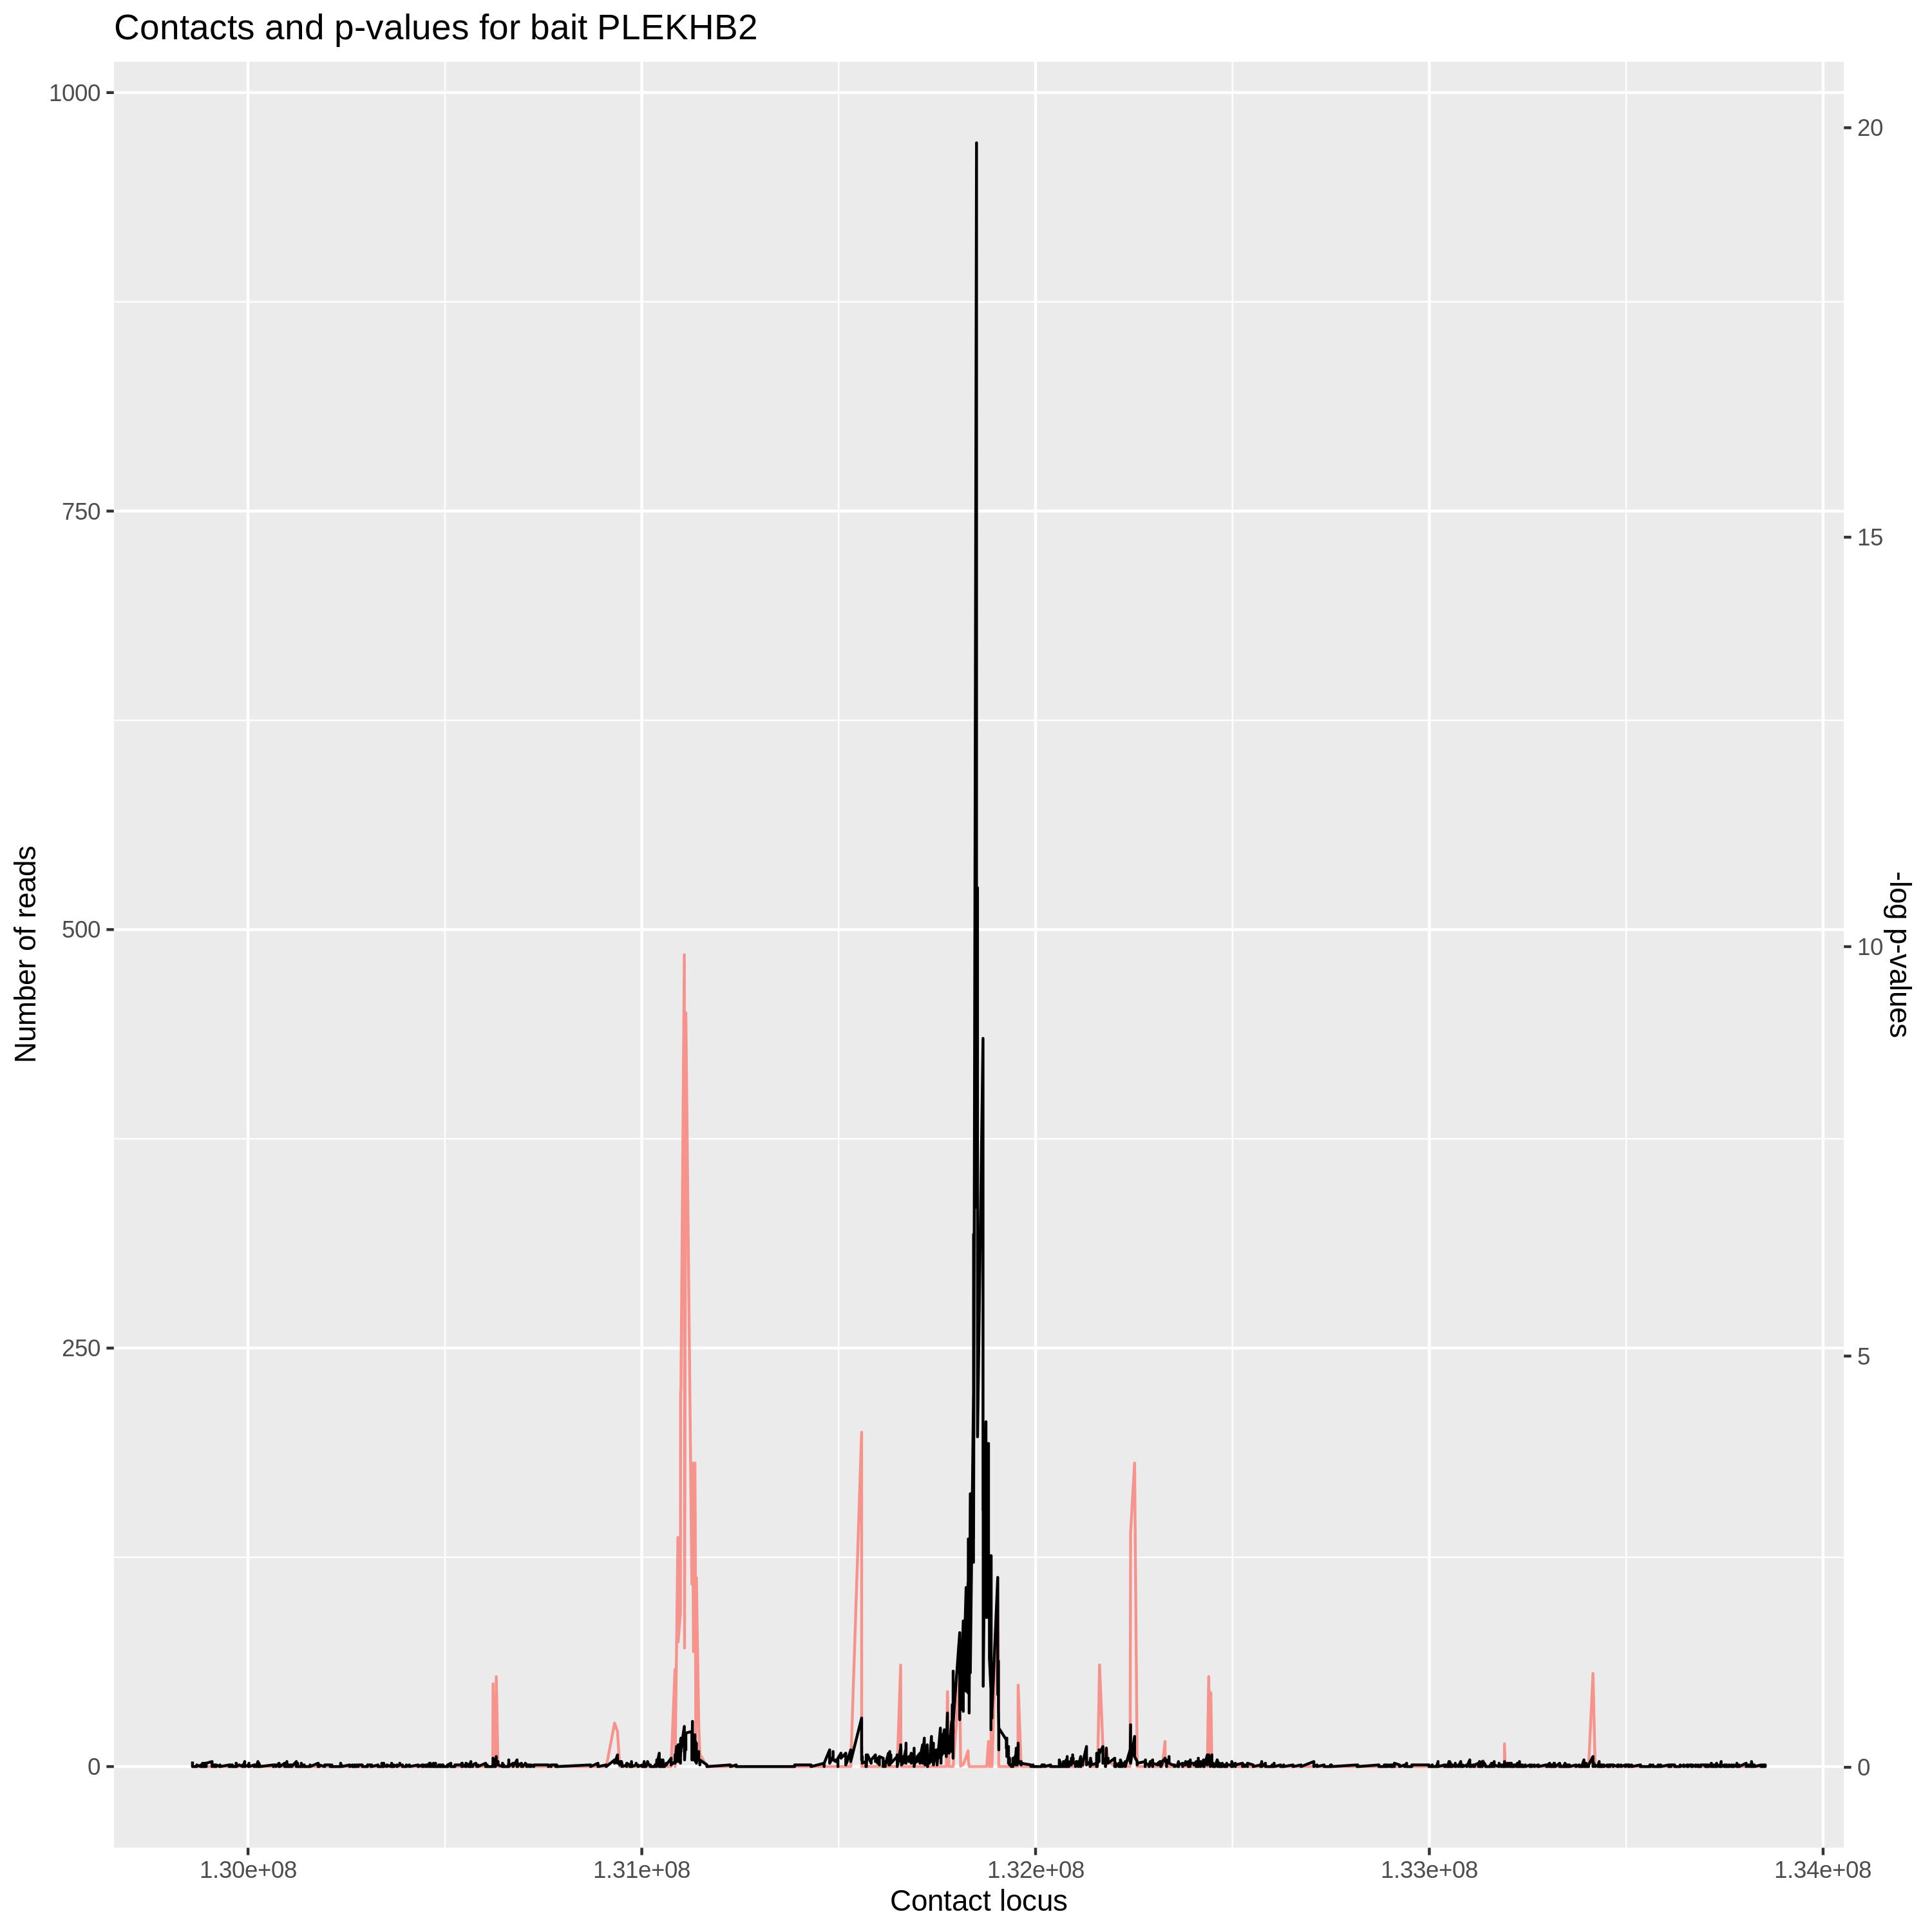 Contacts and p-values for bait PLEKHB2
1000
750
500
250
0
Number of reads
20
15
10
5
0
-log p-values
1.30e+08
1.31e+08
1.32e+08
1.33e+08
1.34e+08
Contact locus